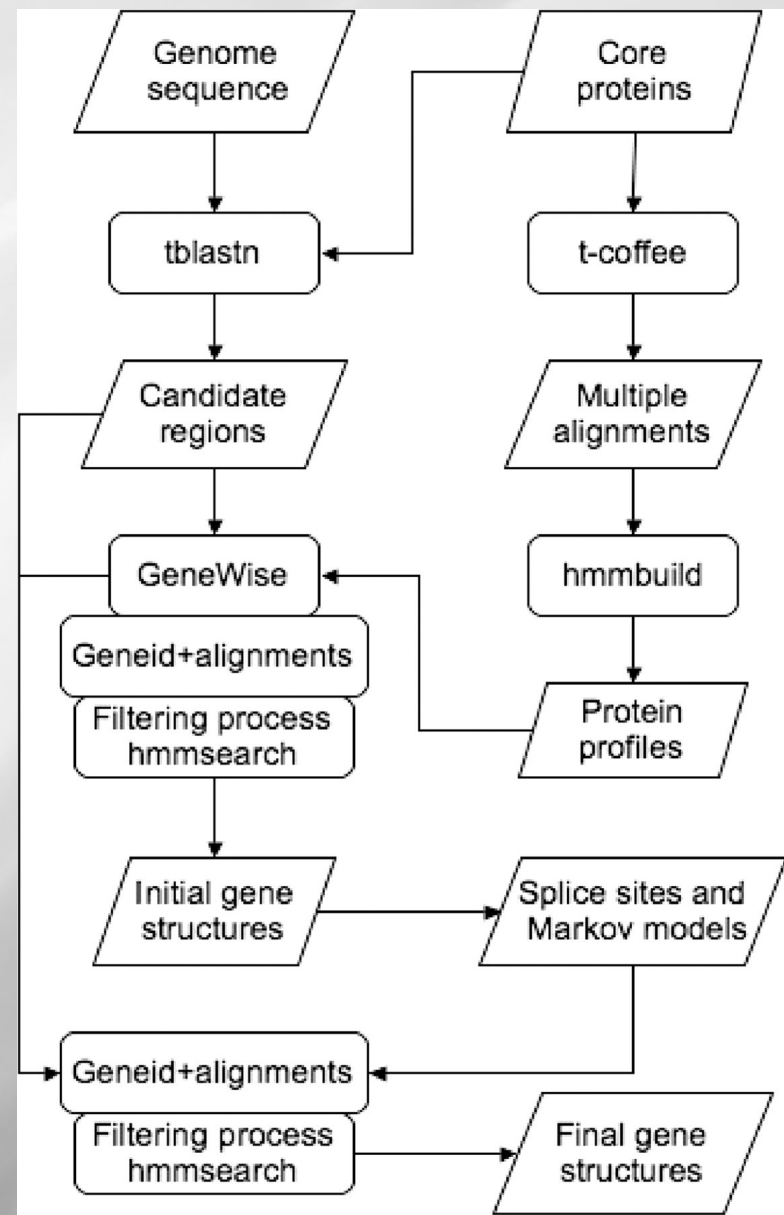 Genome
sequence
Core
proteins
tblastn
t-coffee
Candidate
regions
Multiple
alignments
GeneWise
hmmbuild
Geneid+alignments
Filtering process
hmmsearch
Protein
profiles
Initial gene
structures
Splice sites and
Markov models
Geneid+alignments
Filtering process
hmmsearch
Final gene
structures